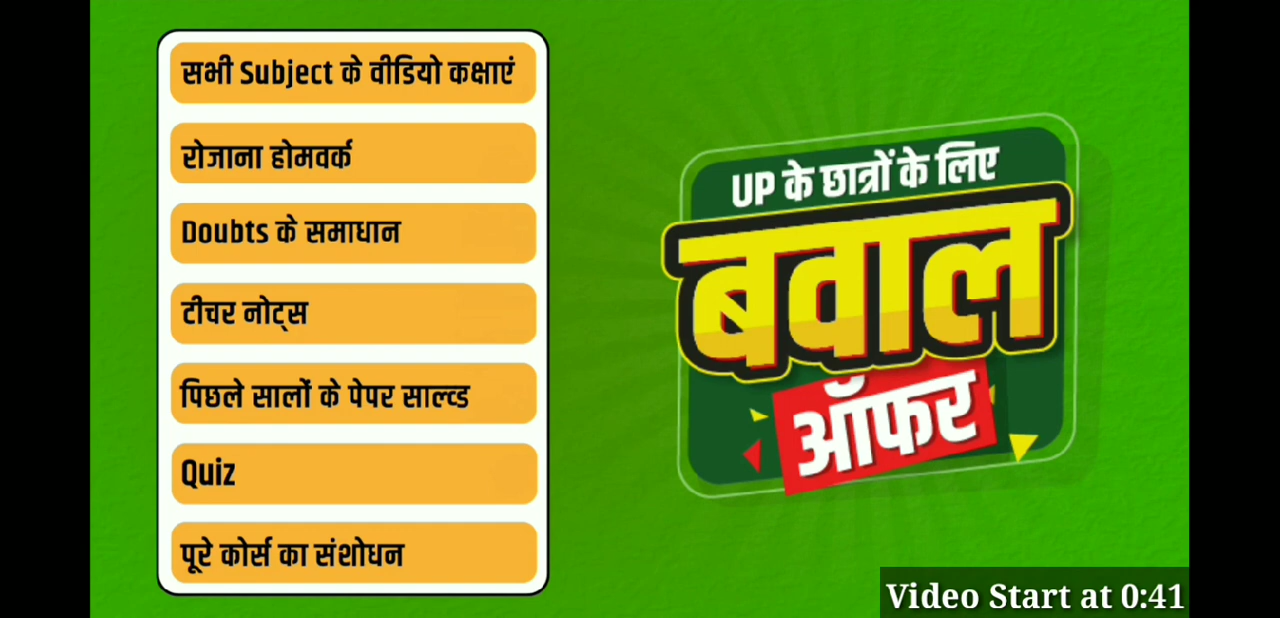 सभी Subject के वीडियो कक्षाएं
रोजाना होमवर्क
Doubts के समाधान
टीचर नोट्स
पिछले सालों के पेपर साल्व्ड
Quiz
पूरे कोर्स का संशोधन
UP के छात्रों के लिए
बवाल
ऑफर
Video Start at 0:41